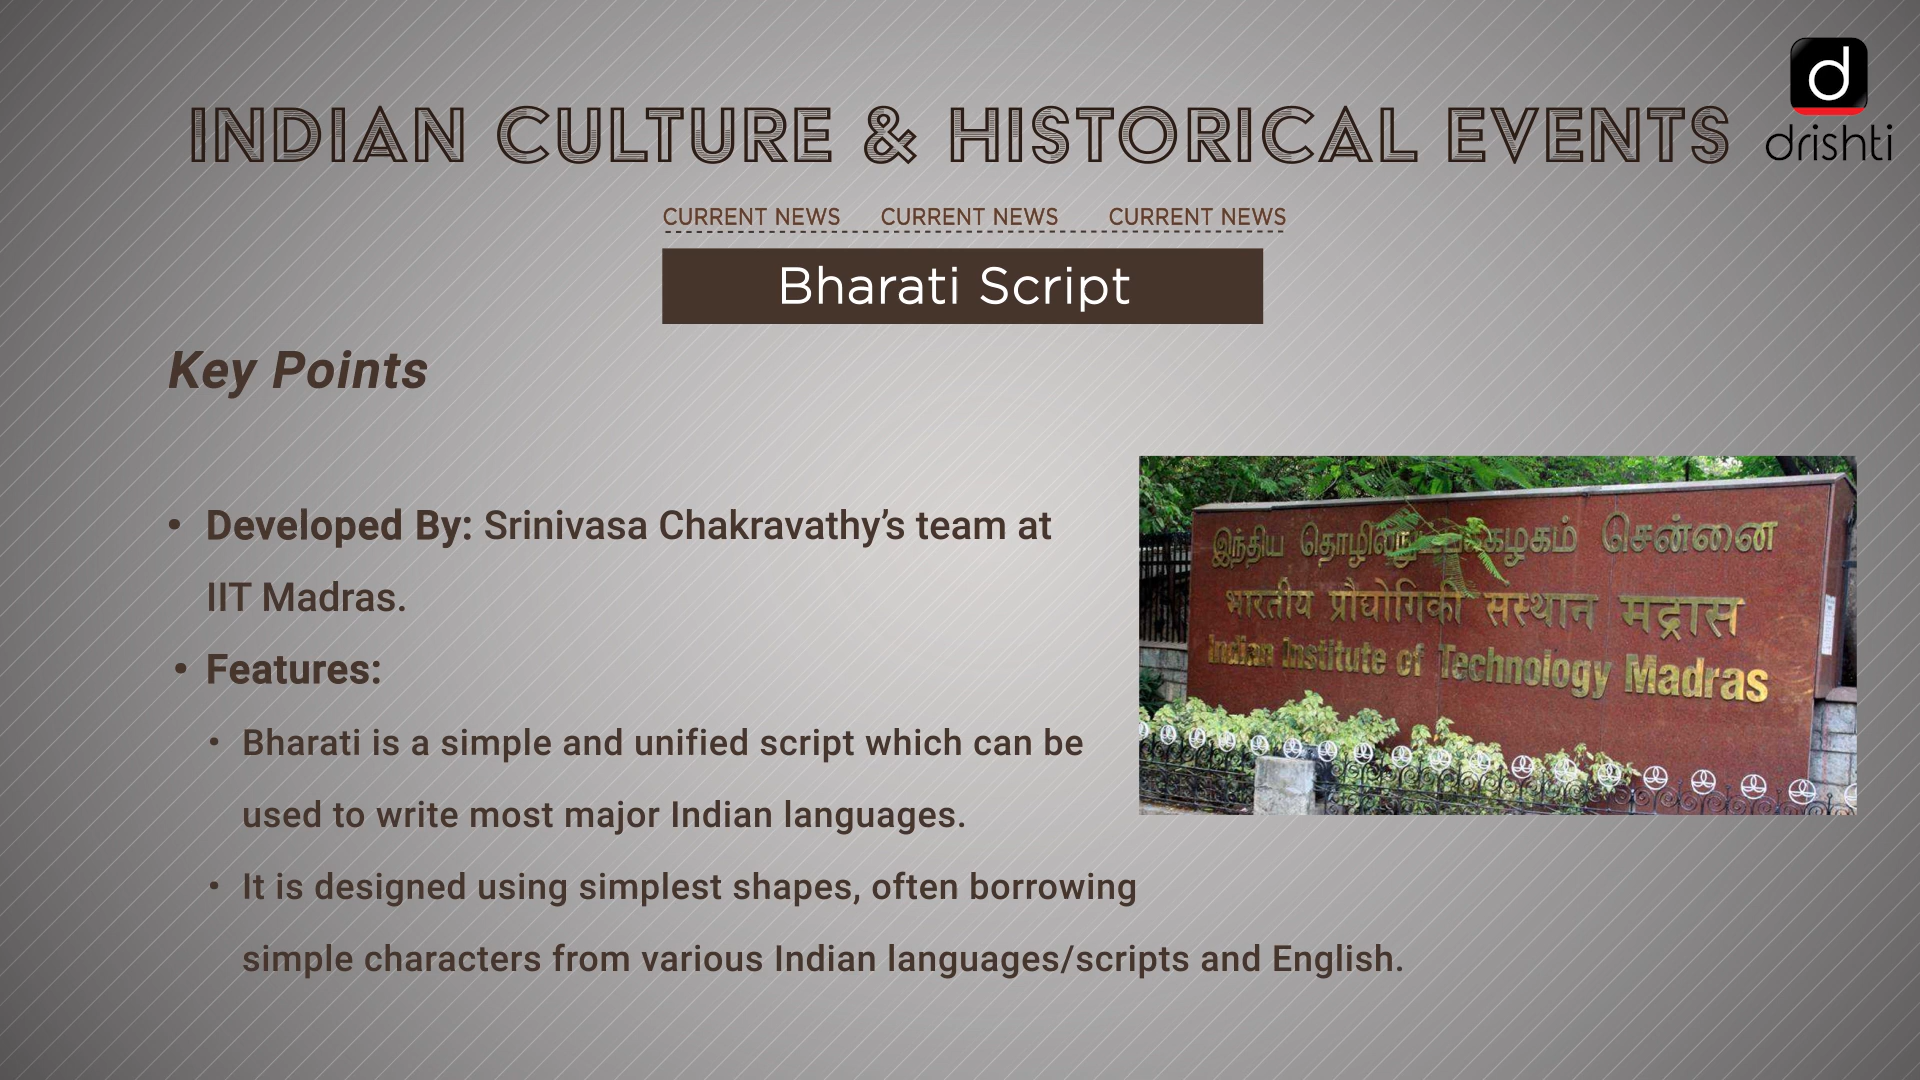 INDIAN CULTURE & HISTORICAL EVENTS
d
drishti
CURRENT NEWS CURRENT NEWS CURRENT NEWS
Bharati Script
Key Points
• Developed By: Srinivasa Chakravathy’s team at
IIT Madras.
• Features:
• Bharati is a simple and unified script which can be
used to write most major Indian languages.
• It is designed using simplest shapes, often borrowing
simple characters from various Indian languages/scripts and English.
இந்திய சென்னை
भारतीय प्रौद्योगिकी संस्थान मद्रास
Indian Institute of Technology Madras